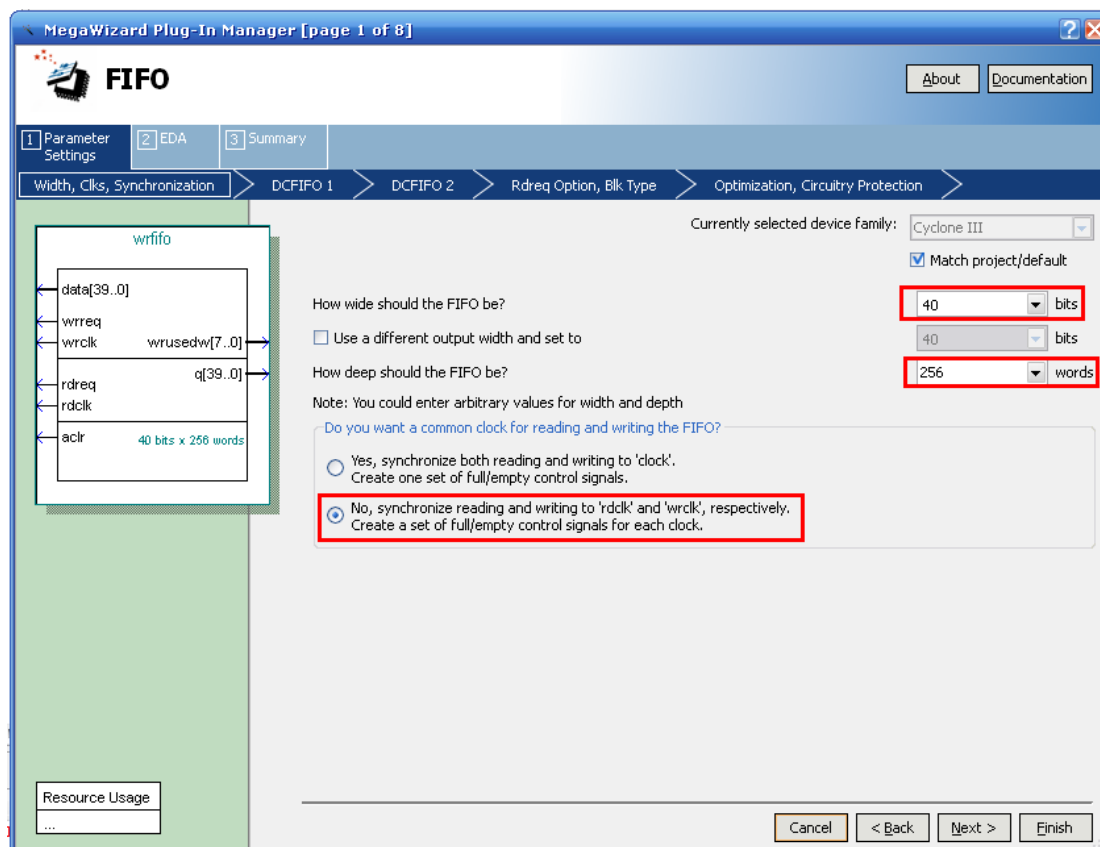 MegaWizard Plug-In Manager [page 1 of 8]
FIFO
About
Documentation
1 Parameter Settings
2 EDA
3 Summary
Width, Clks, Synchronization
DCFIFO 1
DCFIFO 2
Rdreq Option, Blk Type
Optimization, Circuitry Protection
wrfifo
data[39..0]
wrreq
wrclk
wrusedw[7..0]
q[39..0]
rdreq
rdclk
aclr
40 bits x 256 words
Currently selected device family:
Cyclone III
Match project/default
How wide should the FIFO be?
40
bits
Use a different output width and set to
40
bits
How deep should the FIFO be?
256
words
Note: You could enter arbitrary values for width and depth
Do you want a common clock for reading and writing the FIFO?
Yes, synchronize both reading and writing to 'clock'.
Create one set of full/empty control signals.
No, synchronize reading and writing to 'rdclk' and 'wrclk', respectively.
Create a set of full/empty control signals for each clock.
Resource Usage
...
Cancel
< Back
Next >
Finish